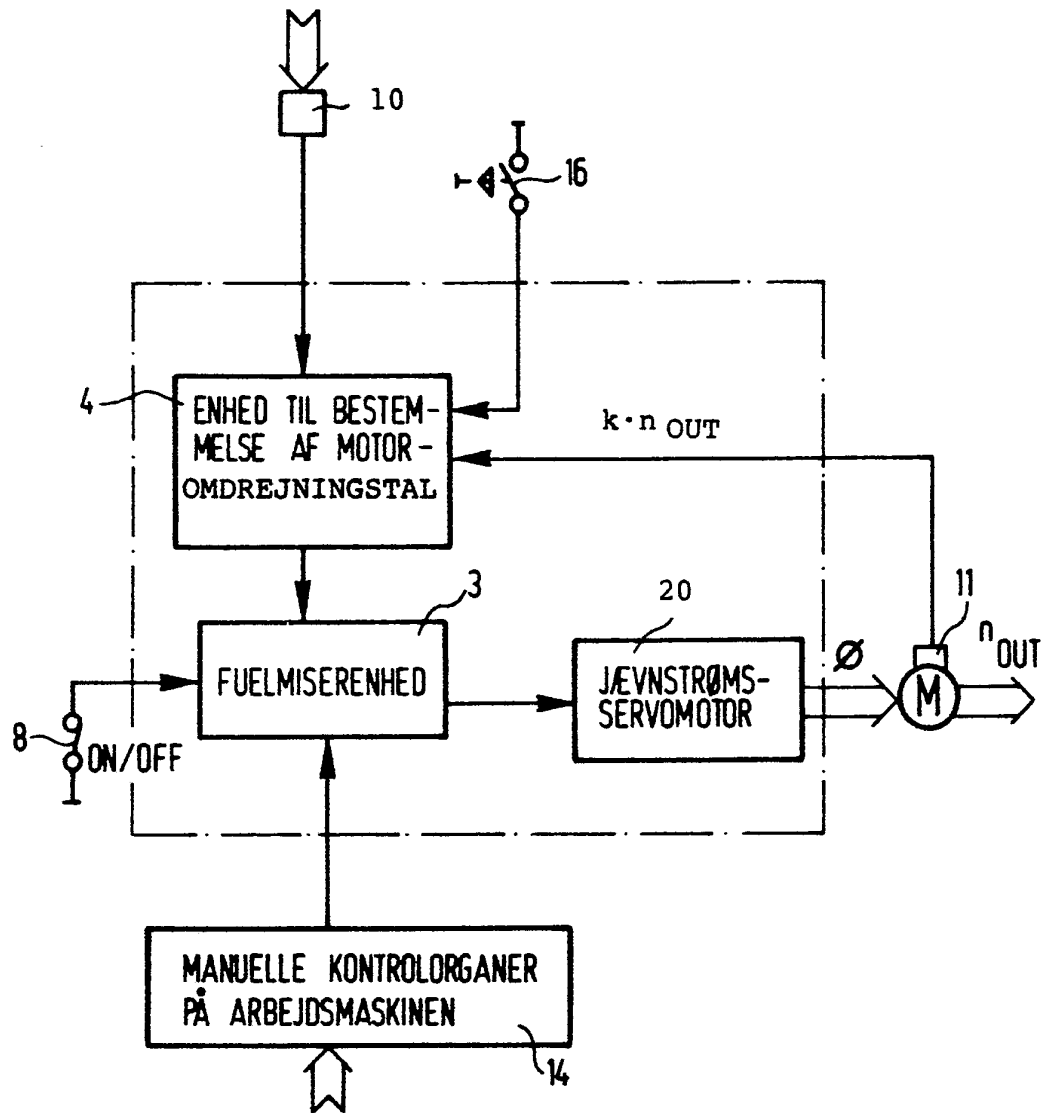 10
16
4
ENHED TIL BESTEM-
MELSE AF MOTOR-
OMDREJNINGSTAL
k·n OUT
3
FUELMISERENHED
20
JÆVNSTRØMS-
SERVOMOTOR
Ø
11
M
n OUT
8
ON/OFF
MANUELLE KONTROLORGANER
PÅ ARBEJDSMASKINEN
14